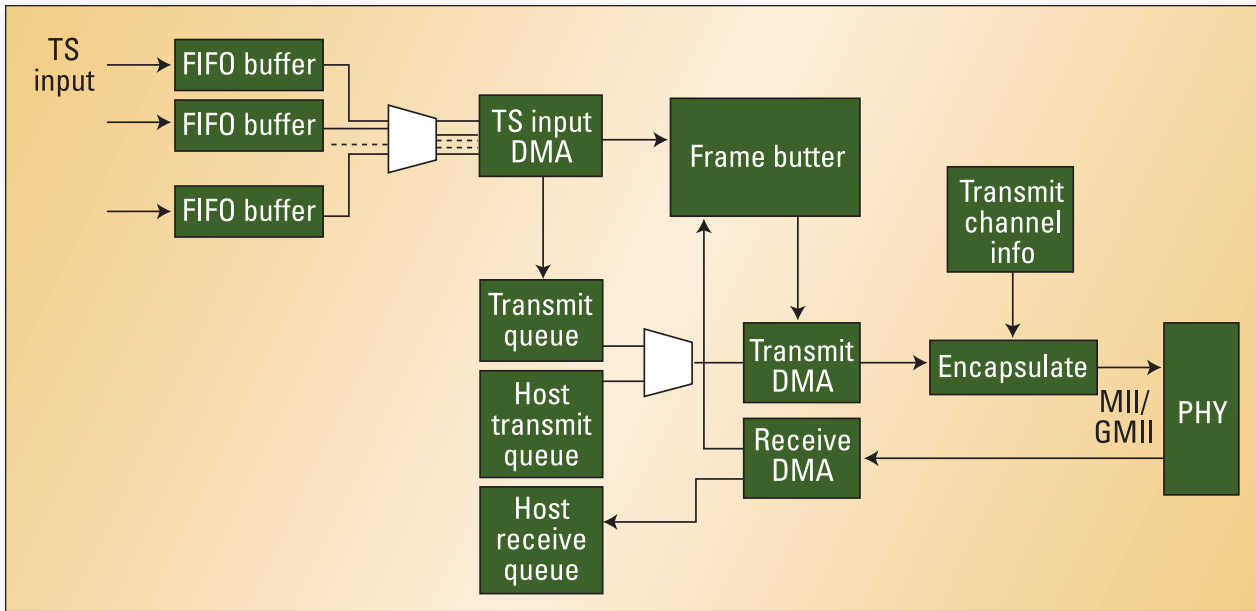 TS
input
FIFO buffer
FIFO buffer
FIFO buffer
TS input
DMA
Frame butter
Transmit
channel
info
Transmit
queue
Host
transmit
queue
Host
receive
queue
Transmit
DMA
Receive
DMA
Encapsulate
MII/
GMII
PHY